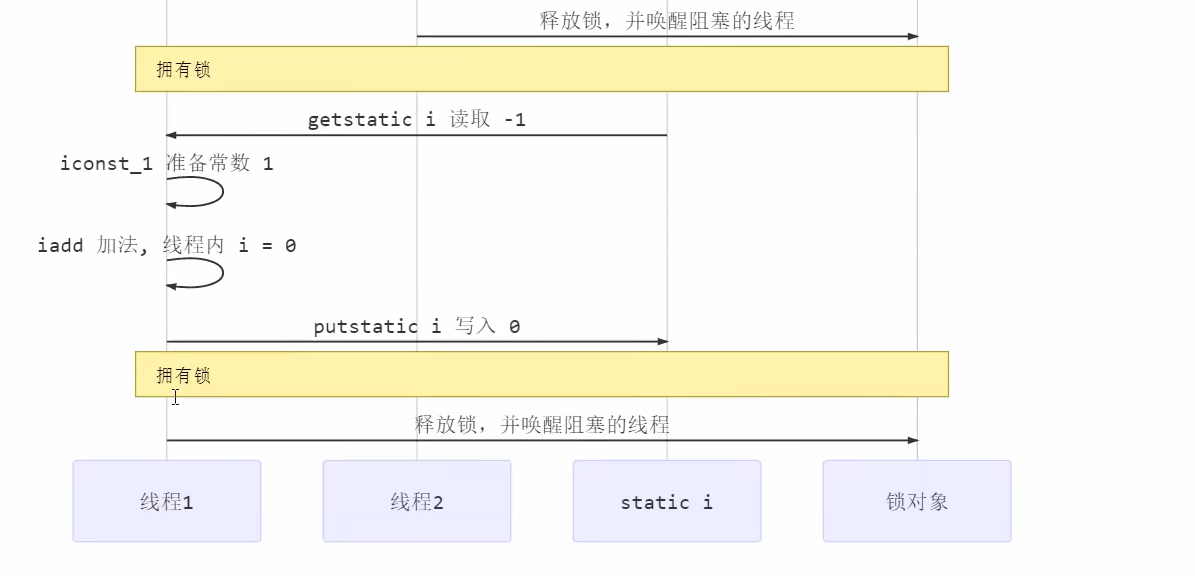 释放锁，并唤醒阻塞的线程
拥有锁
getstatic i 读取 -1
iconst_1 准备常数 1
iadd 加法, 线程内 i = 0
putstatic i 写入 0
拥有锁
释放锁，并唤醒阻塞的线程
线程1
线程2
static i
锁对象